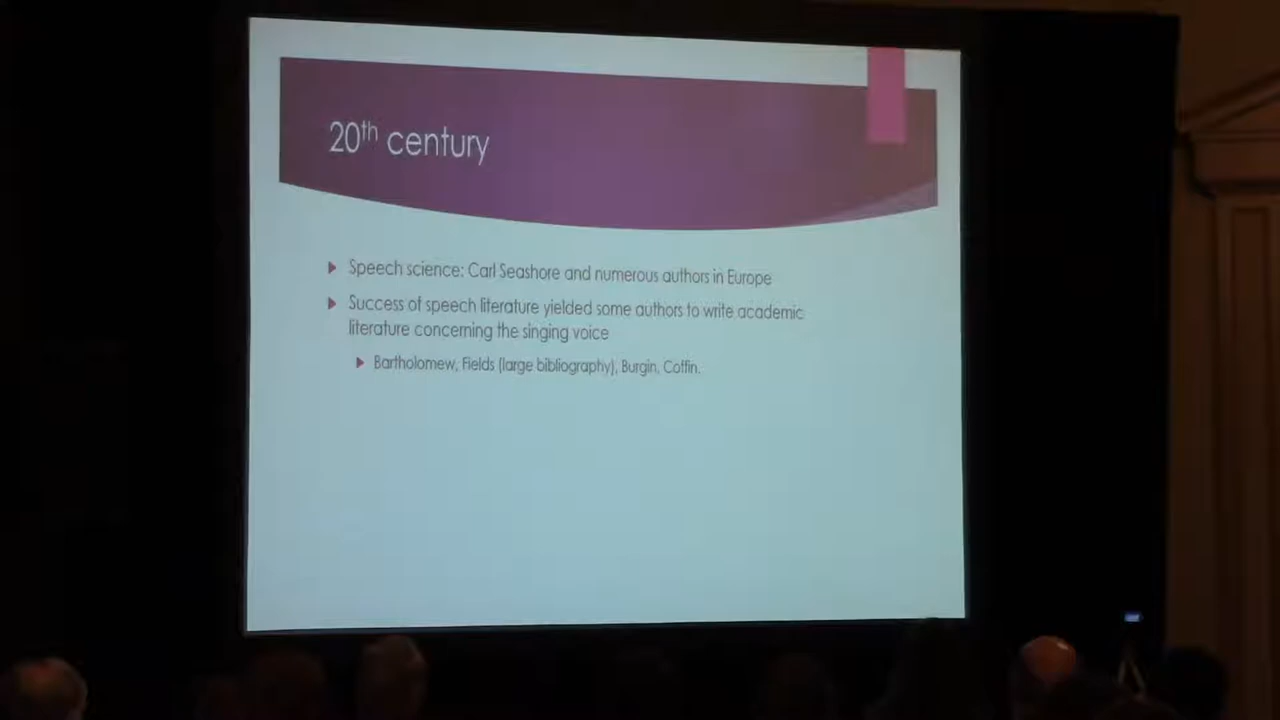 20th century
Speech science: Carl Seashore and numerous authors in Europe
Success of speech literature yielded some authors to write academic
literature concerning the singing voice
Bartholomew, Fields (large bibliography), Burgin, Coffin.